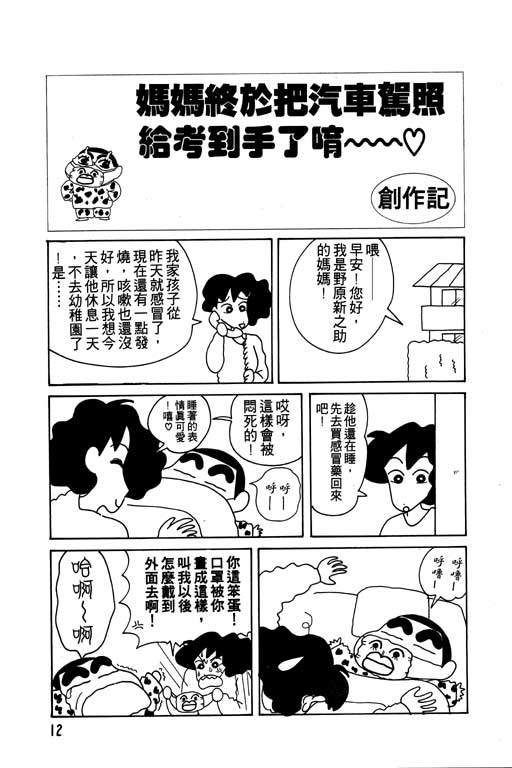 媽媽終於把汽車駕照
給考到手了唷～～♡
創作記
喂——
早安！您好，
我是野原新之助
的媽媽！
我家孩子從
昨天就感冒了，
現在還有一點發
燒，咳嗽也還沒
好，所以我想今
天讓他休息一天
，不去幼稚園了
！是……
趁他還在睡，
先去買感冒藥回來
吧！
哎呀，
這樣會被
悶死的！
呼—
呼—
睡著的表
情真可愛
！嘻♡
呼嚕—
呼嚕—
你這笨蛋！
口罩被你
畫成這樣，
叫我以後
怎麼戴到
外面去啊！
哈啊～啊
12